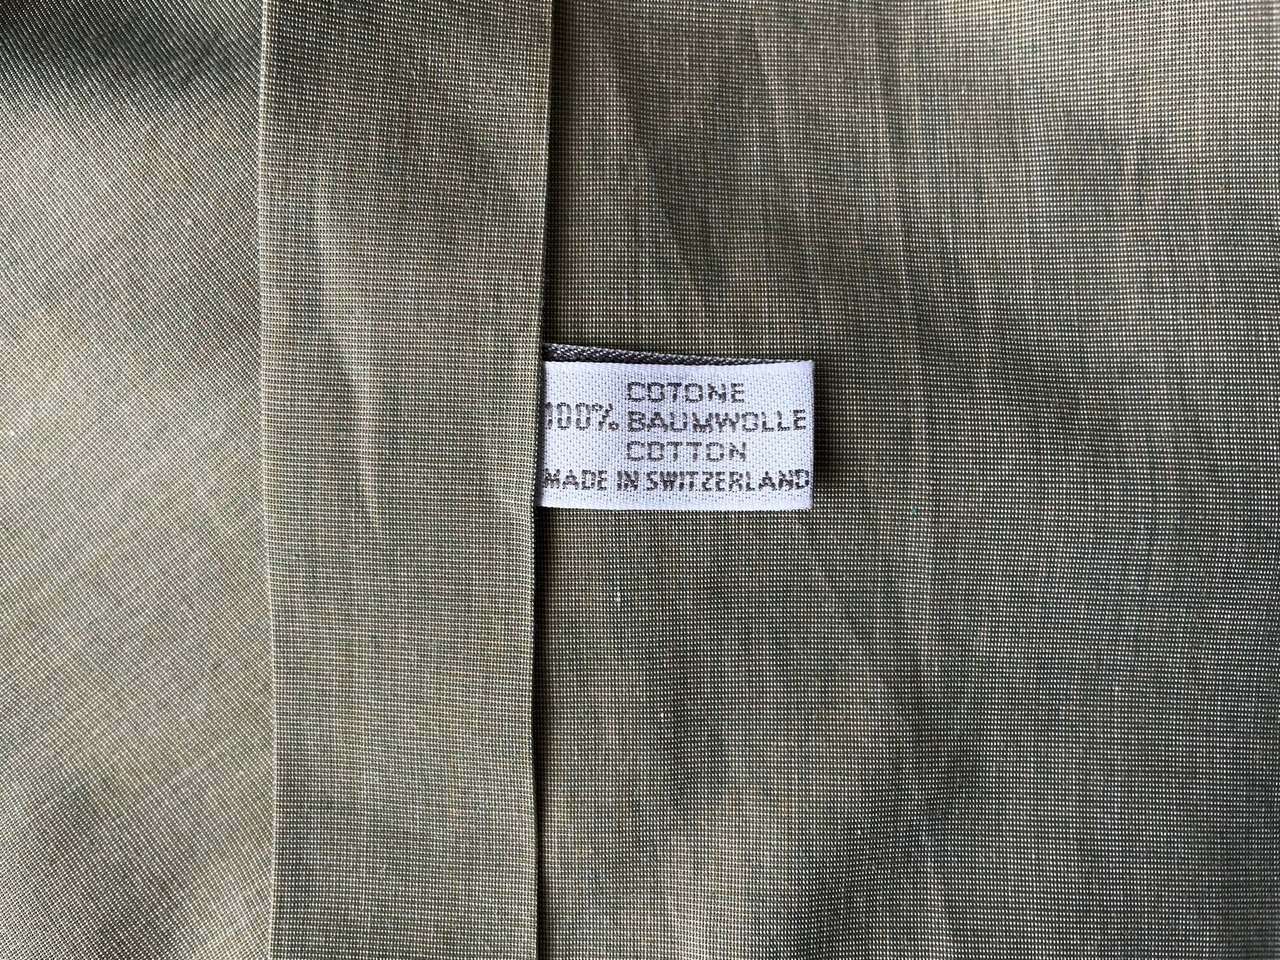 COTONE
100% BAUMWOLLE
COTTON
MADE IN SWITZERLAND